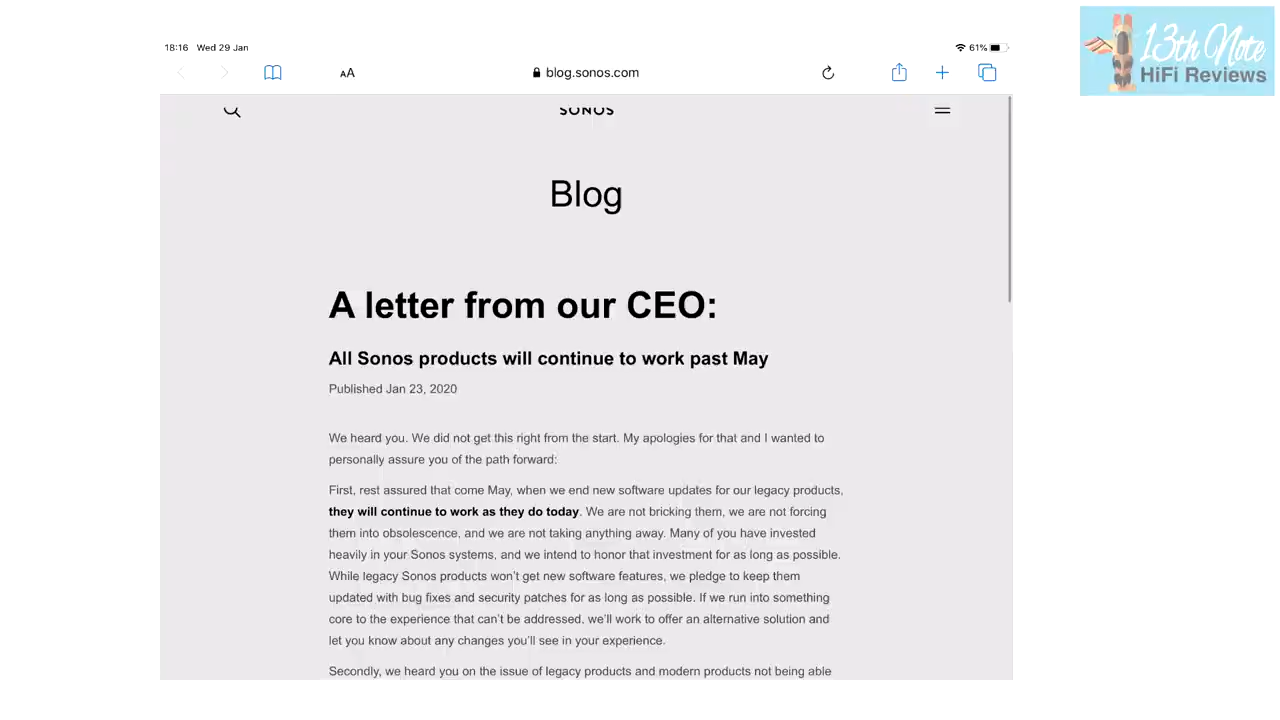 18:16 Wed 29 Jan
61%
13th Note
HiFi Reviews
AA
blog.sonos.com
SONOS
Blog
A letter from our CEO:
All Sonos products will continue to work past May
Published Jan 23, 2020
We heard you. We did not get this right from the start. My apologies for that and I wanted to
personally assure you of the path forward:
First, rest assured that come May, when we end new software updates for our legacy products,
they will continue to work as they do today. We are not bricking them, we are not forcing
them into obsolescence, and we are not taking anything away. Many of you have invested
heavily in your Sonos systems, and we intend to honor that investment for as long as possible.
While legacy Sonos products won't get new software features, we pledge to keep them
updated with bug fixes and security patches for as long as possible. If we run into something
core to the experience that can't be addressed, we'll work to offer an alternative solution and
let you know about any changes you'll see in your experience.
Secondly, we heard you on the issue of legacy products and modern products not being able